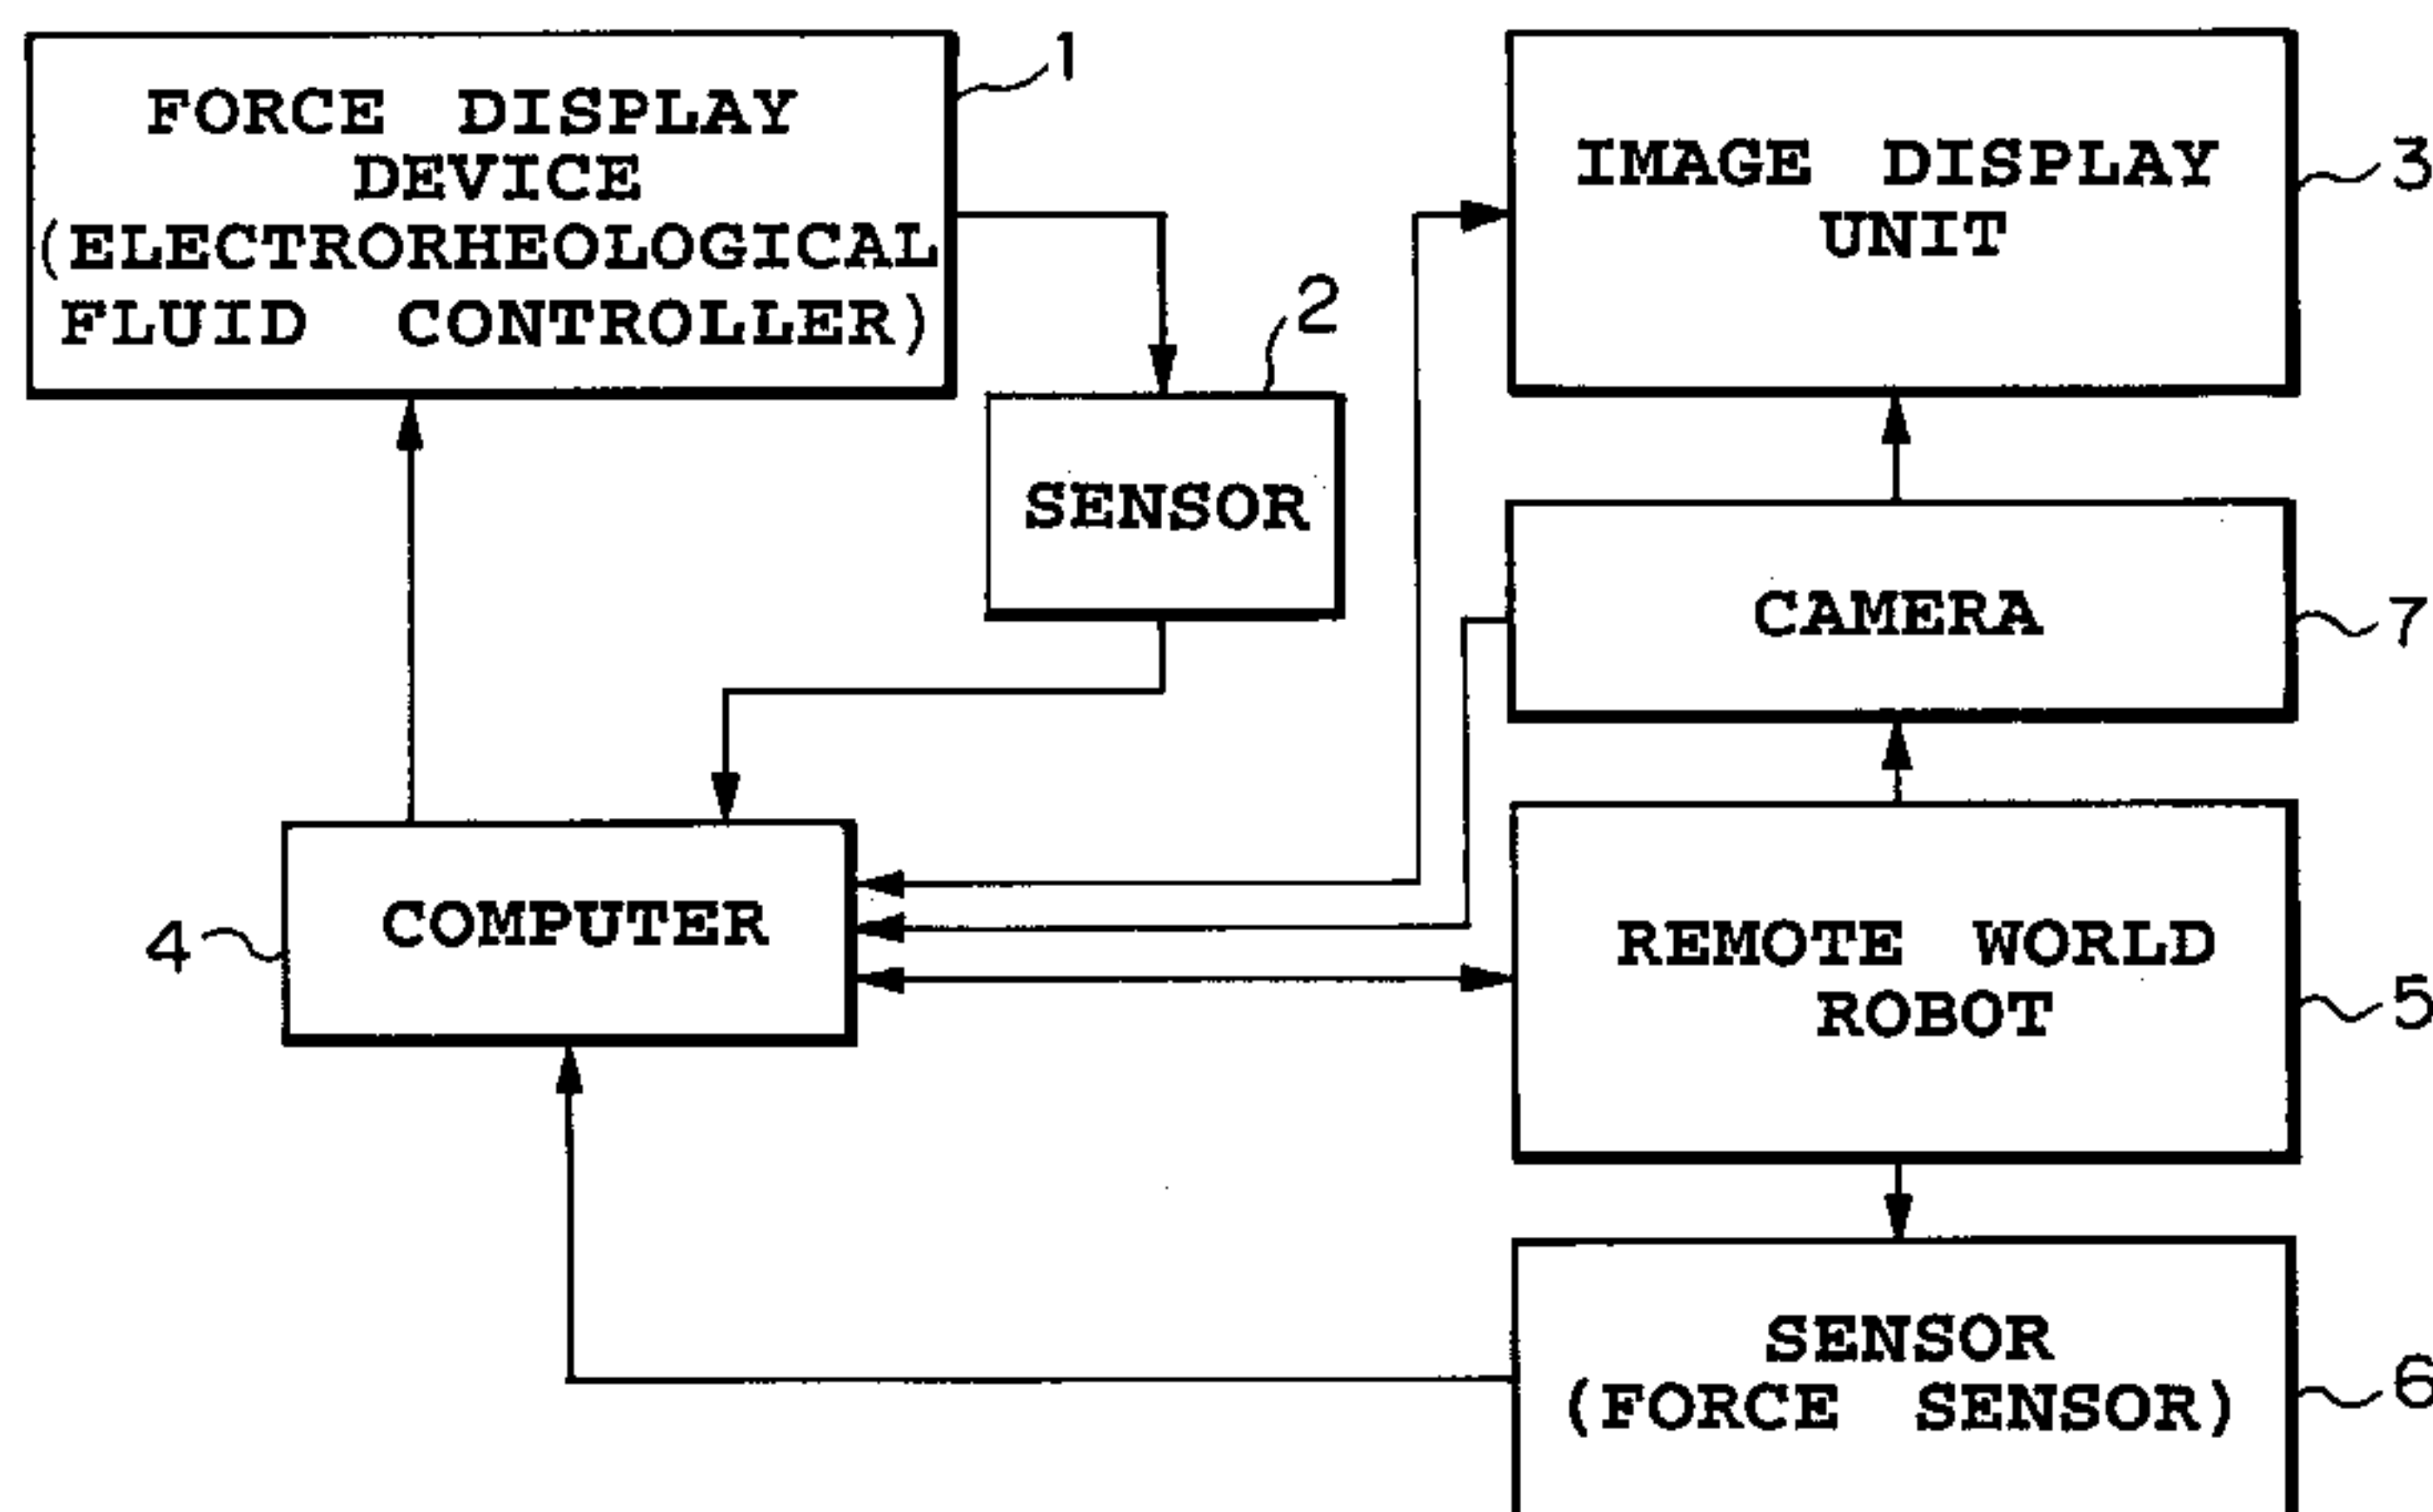 FORCE DISPLAY
DEVICE
(ELECTRORHEOLOGICAL
FLUID CONTROLLER)
1
SENSOR
2
IMAGE DISPLAY
UNIT
3
CAMERA
7
COMPUTER
4
REMOTE WORLD
ROBOT
5
SENSOR
(FORCE SENSOR)
6